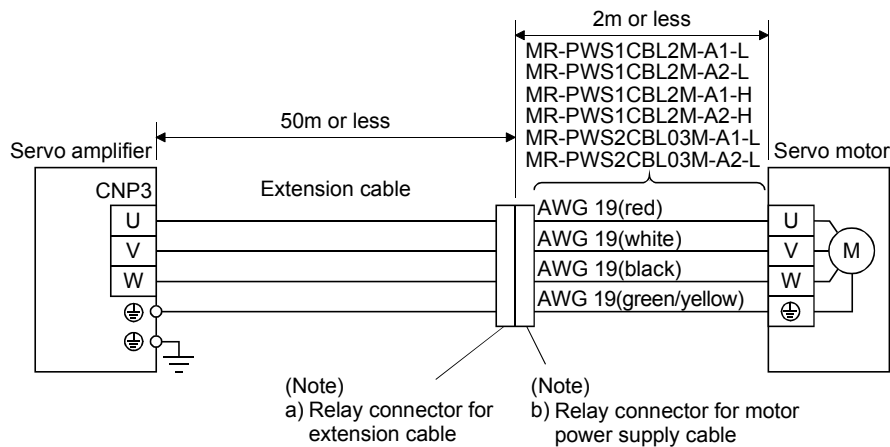 2m or less
MR-PWS1CBL2M-A1-L
MR-PWS1CBL2M-A2-L
MR-PWS1CBL2M-A1-H
MR-PWS1CBL2M-A2-H
MR-PWS2CBL03M-A1-L
MR-PWS2CBL03M-A2-L
50m or less
Servo amplifier
Servo motor
CNP3
Extension cable
U
V
W
AWG 19(red)
AWG 19(white)
AWG 19(black)
AWG 19(green/yellow)
U
V
W
M
(Note)
a) Relay connector for
extension cable
(Note)
b) Relay connector for motor
power supply cable